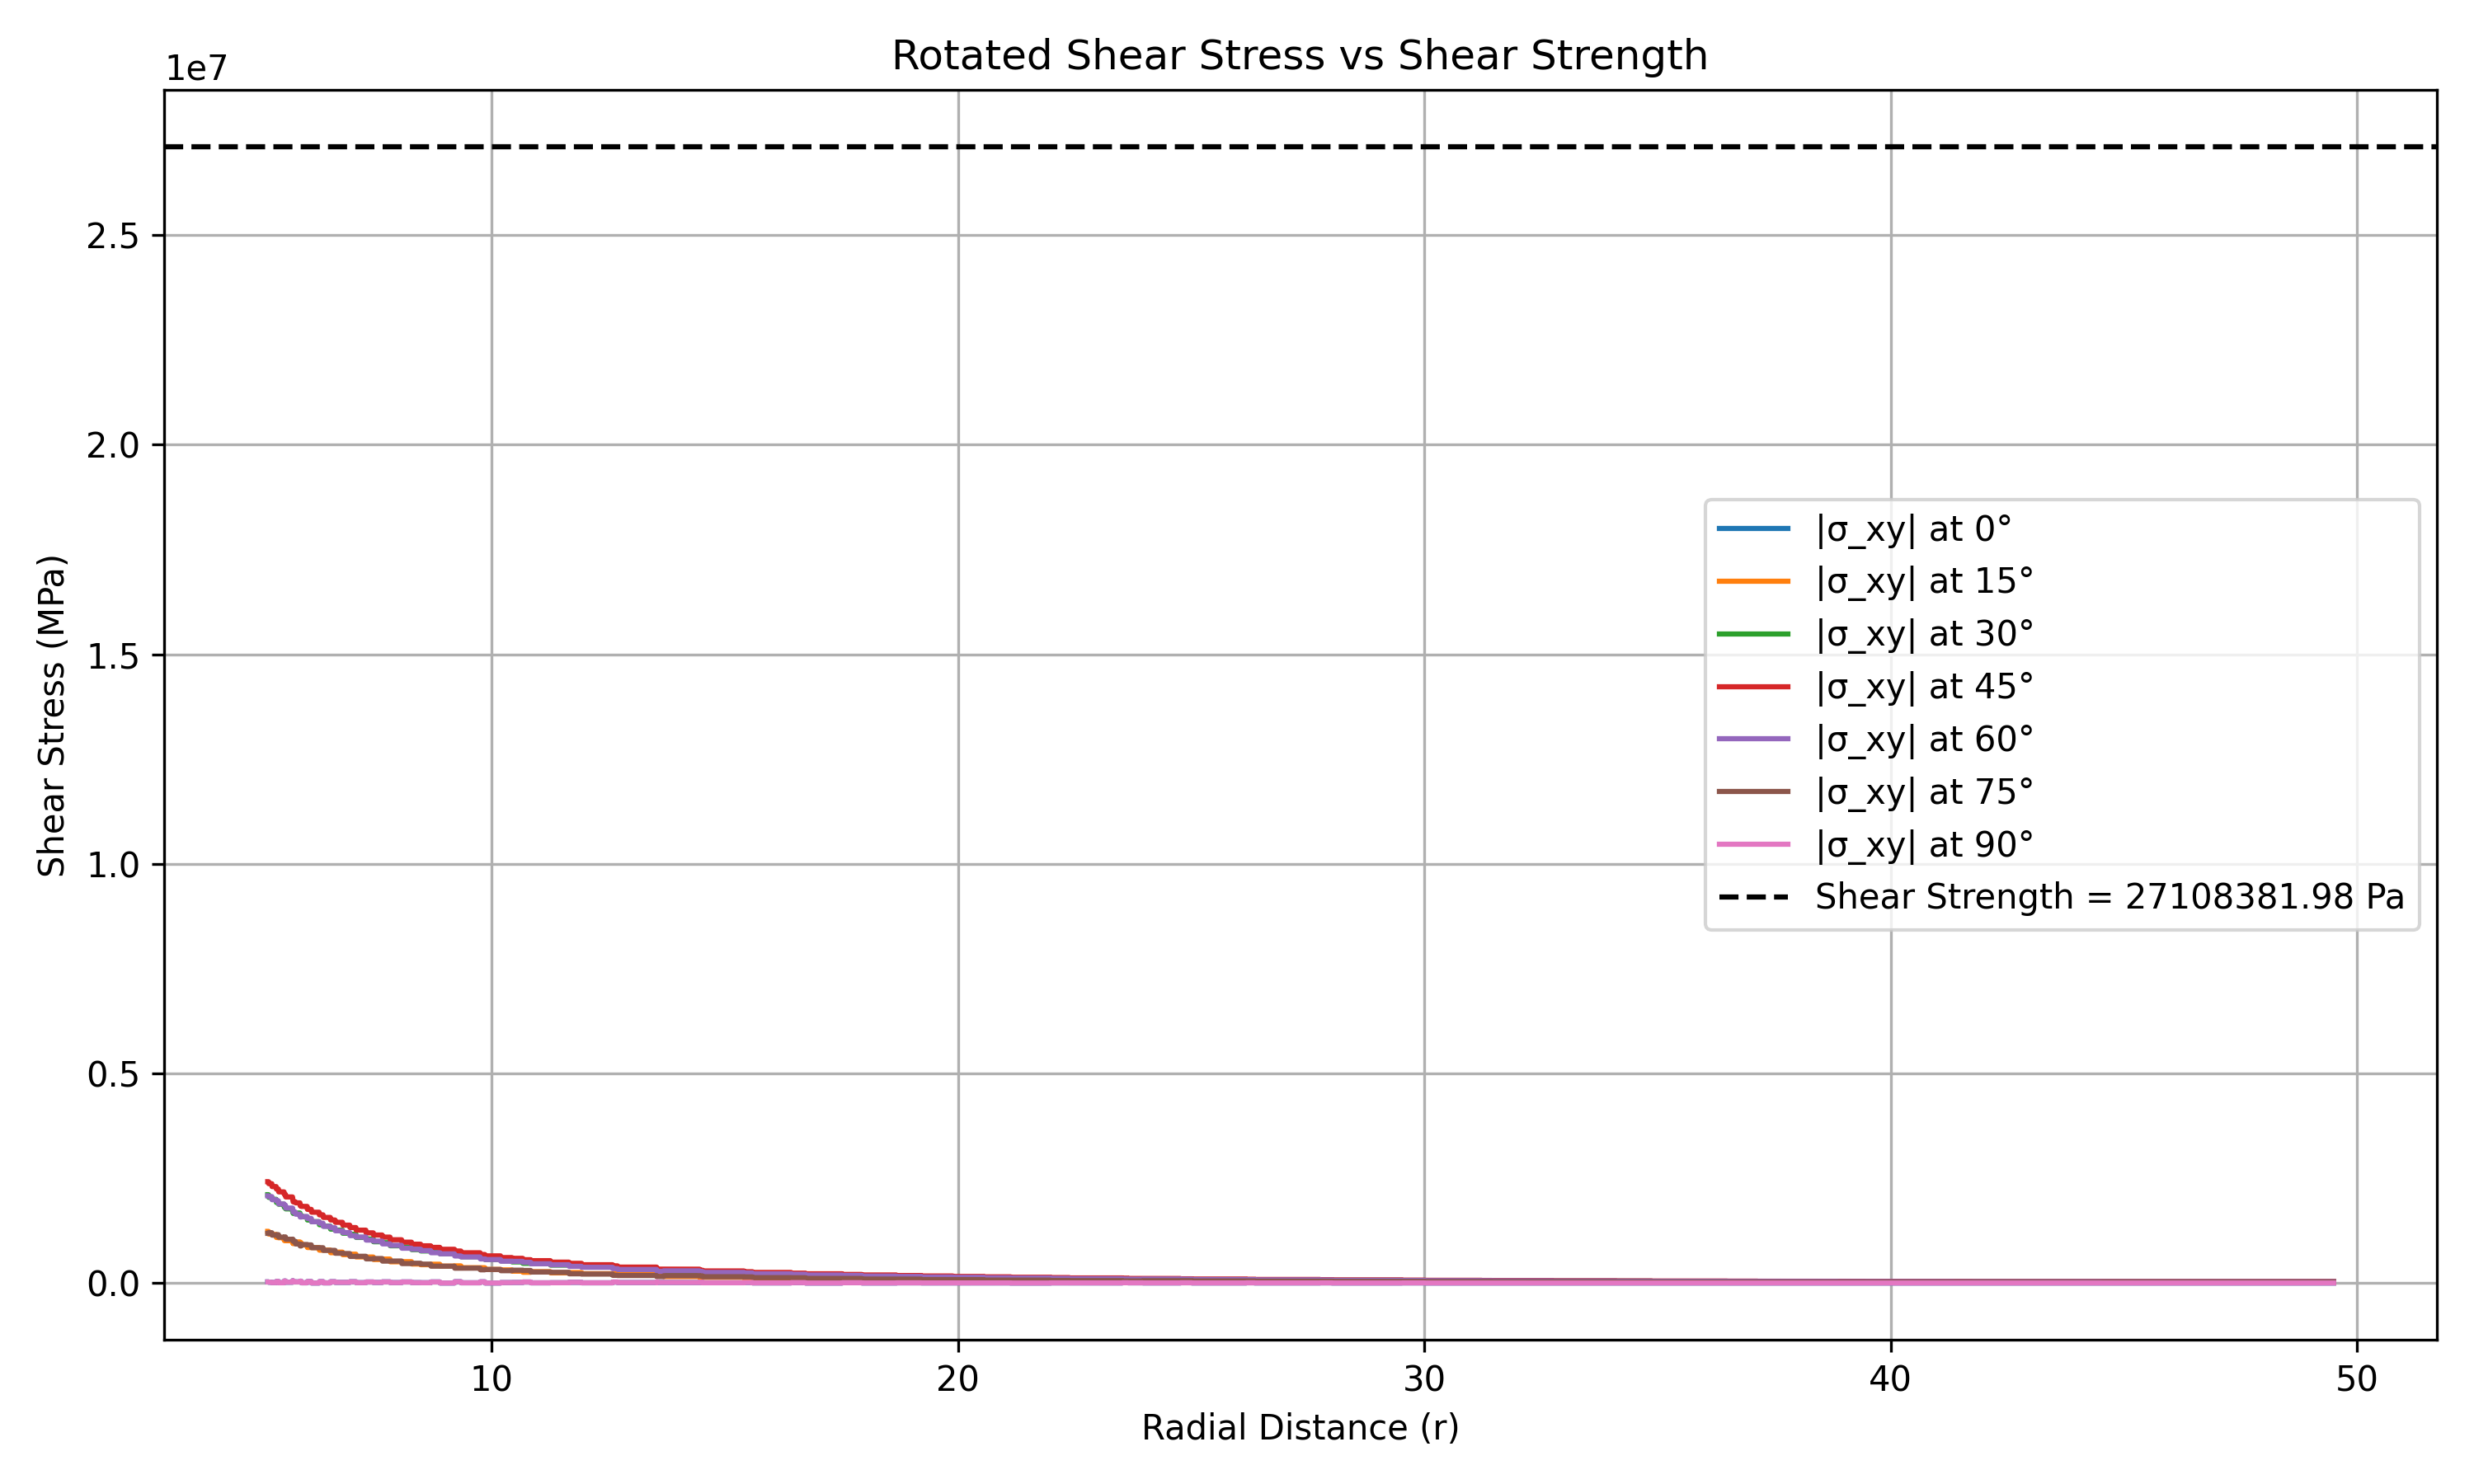 Rotated Shear Stress vs Shear Strength
1e7
2.5
2.0
1.5
1.0
0.5
0.0
Shear Stress (MPa)
|σ_xy| at 0°
|σ_xy| at 15°
|σ_xy| at 30°
|σ_xy| at 45°
|σ_xy| at 60°
|σ_xy| at 75°
|σ_xy| at 90°
Shear Strength = 27108381.98 Pa
10 20 30 40 50
Radial Distance (r)